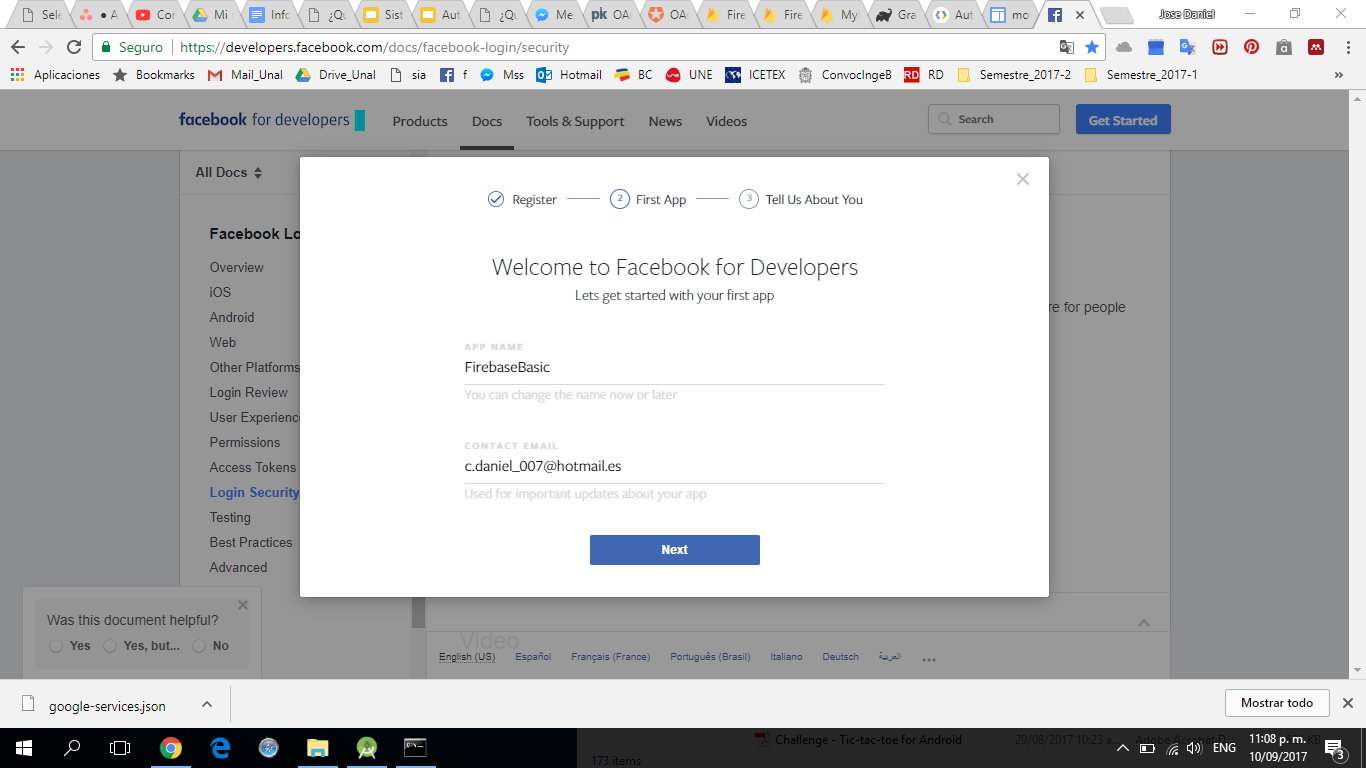 Sele
A
Cor
Mi
Info
¿Qu
Sist
Aut
¿Qu
Me
pk OA
OA
Fire
Fire
My
Gra
Aut
mo
Jose Daniel
Seguro https://developers.facebook.com/docs/facebook-login/security
Aplicaciones Bookmarks Mail_Unal Drive_Unal sia f Mss Hotmail BC UNE ICETEX ConvocIngeB RD RD Semestre_2017-2 Semestre_2017-1 »
facebook for developers Products Docs Tools & Support News Videos Search Get Started
All Docs
Register 2 First App 3 Tell Us About You
Facebook Lo
Welcome to Facebook for Developers
Overview
Lets get started with your first app
iOS
re for people
Android
Web
APP NAME
Other Platforms
FirebaseBasic
Login Review
You can change the name now or later
User Experience
Permissions
CONTACT EMAIL
Access Tokens
c.daniel_007@hotmail.es
Login Security
Used for important updates about your app
Testing
Best Practices
Next
Advanced
Was this document helpful?
Yes Yes, but... No
Video
English (US) Español Français (France) Português (Brasil) Italiano Deutsch العربية
google-services.json
Mostrar todo
Challenge - Tic-tac-toe for Android 29/08/2017 10:23 a... Adobe Acrobat D... KB
173 items
ENG
11:08 p. m.
10/09/2017
3